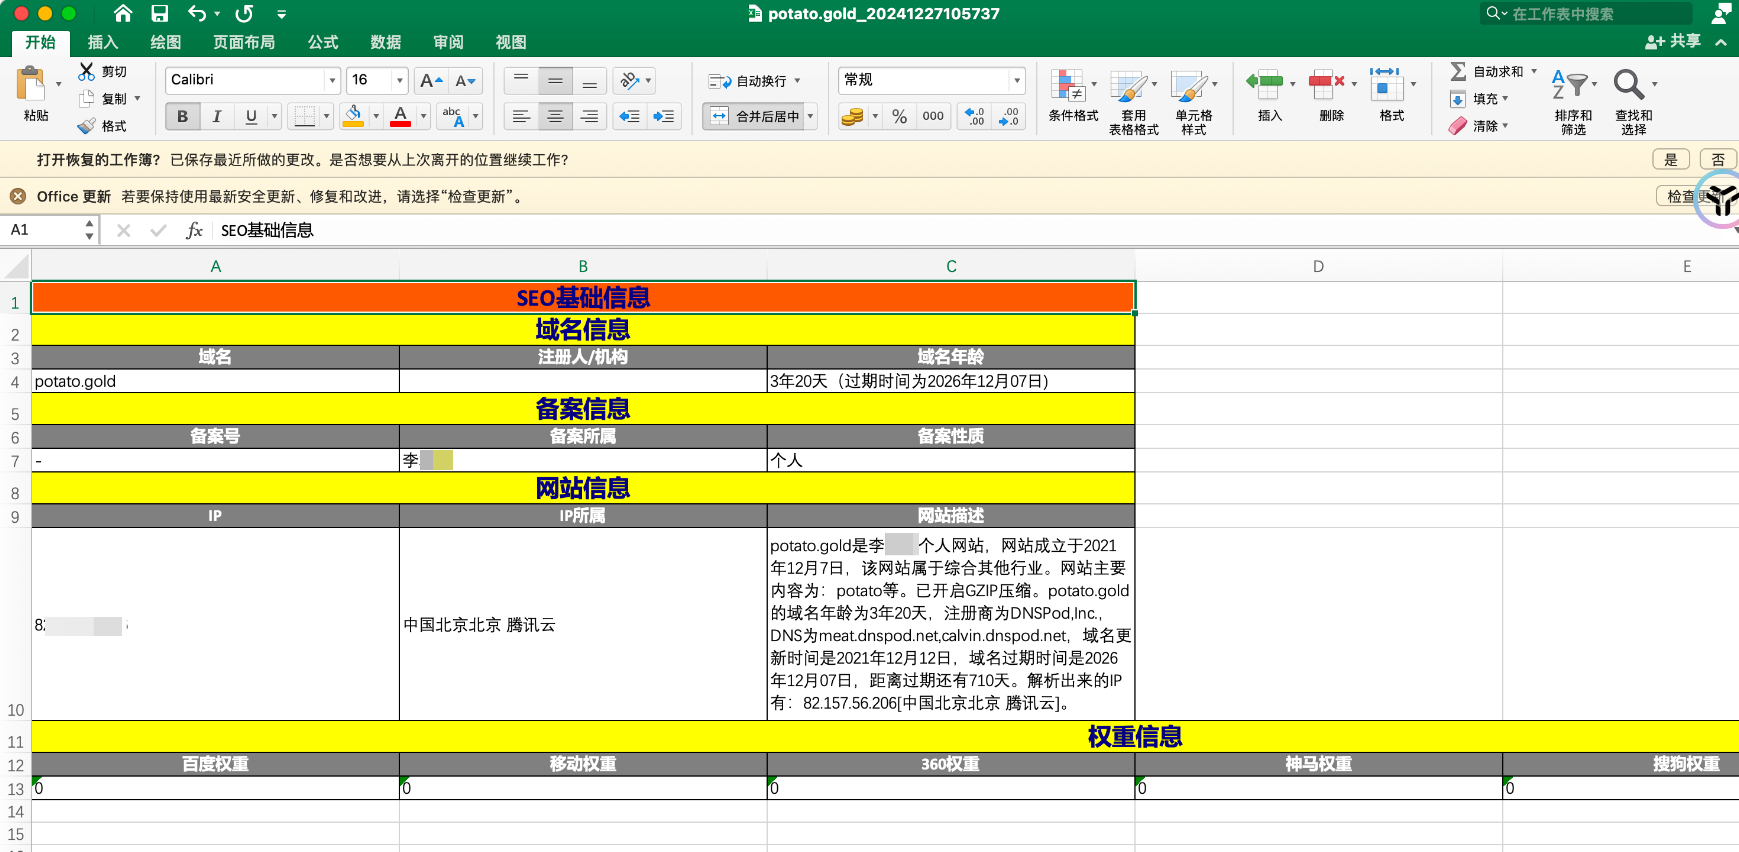 potato.gold_20241227105737
在工作表中搜索
开始 插入 绘图 页面布局 公式 数据 审阅 视图
共享
粘贴
剪切
复制
格式
Calibri 16
B I U
abc A
自动换行
合并后居中
常规
% 000
条件格式
套用
表格格式
单元格
样式
插入 删除 格式
自动求和
填充
清除
排序和
筛选
查找和
选择
打开恢复的工作簿? 已保存最近所做的更改。是否想要从上次离开的位置继续工作?
是 否
Office 更新 若要保持使用最新安全更新、修复和改进，请选择“检查更新”。
检查更新
A1 fx SEO基础信息
A B C D E
1 SEO基础信息
2 域名信息
3 域名 注册人/机构 域名年龄
4 potato.gold 3年20天（过期时间为2026年12月07日)
5 备案信息
6 备案号 备案所属 备案性质
7 - 李 个人
8 网站信息
9 IP IP所属 网站描述
potato.gold是李 个人网站，网站成立于2021
年12月7日，该网站属于综合其他行业。网站主要
内容为：potato等。已开启GZIP压缩。potato.gold
的域名年龄为3年20天，注册商为DNSPod,Inc.，
DNS为meat.dnspod.net,calvin.dnspod.net，域名更
新时间是2021年12月12日，域名过期时间是2026
年12月07日，距离过期还有710天。解析出来的IP
有：82.157.56.206[中国北京北京 腾讯云]。
8
中国北京北京 腾讯云
10
11 权重信息
12 百度权重 移动权重 360权重 神马权重 搜狗权重
13 0 0 0 0 0
14
15